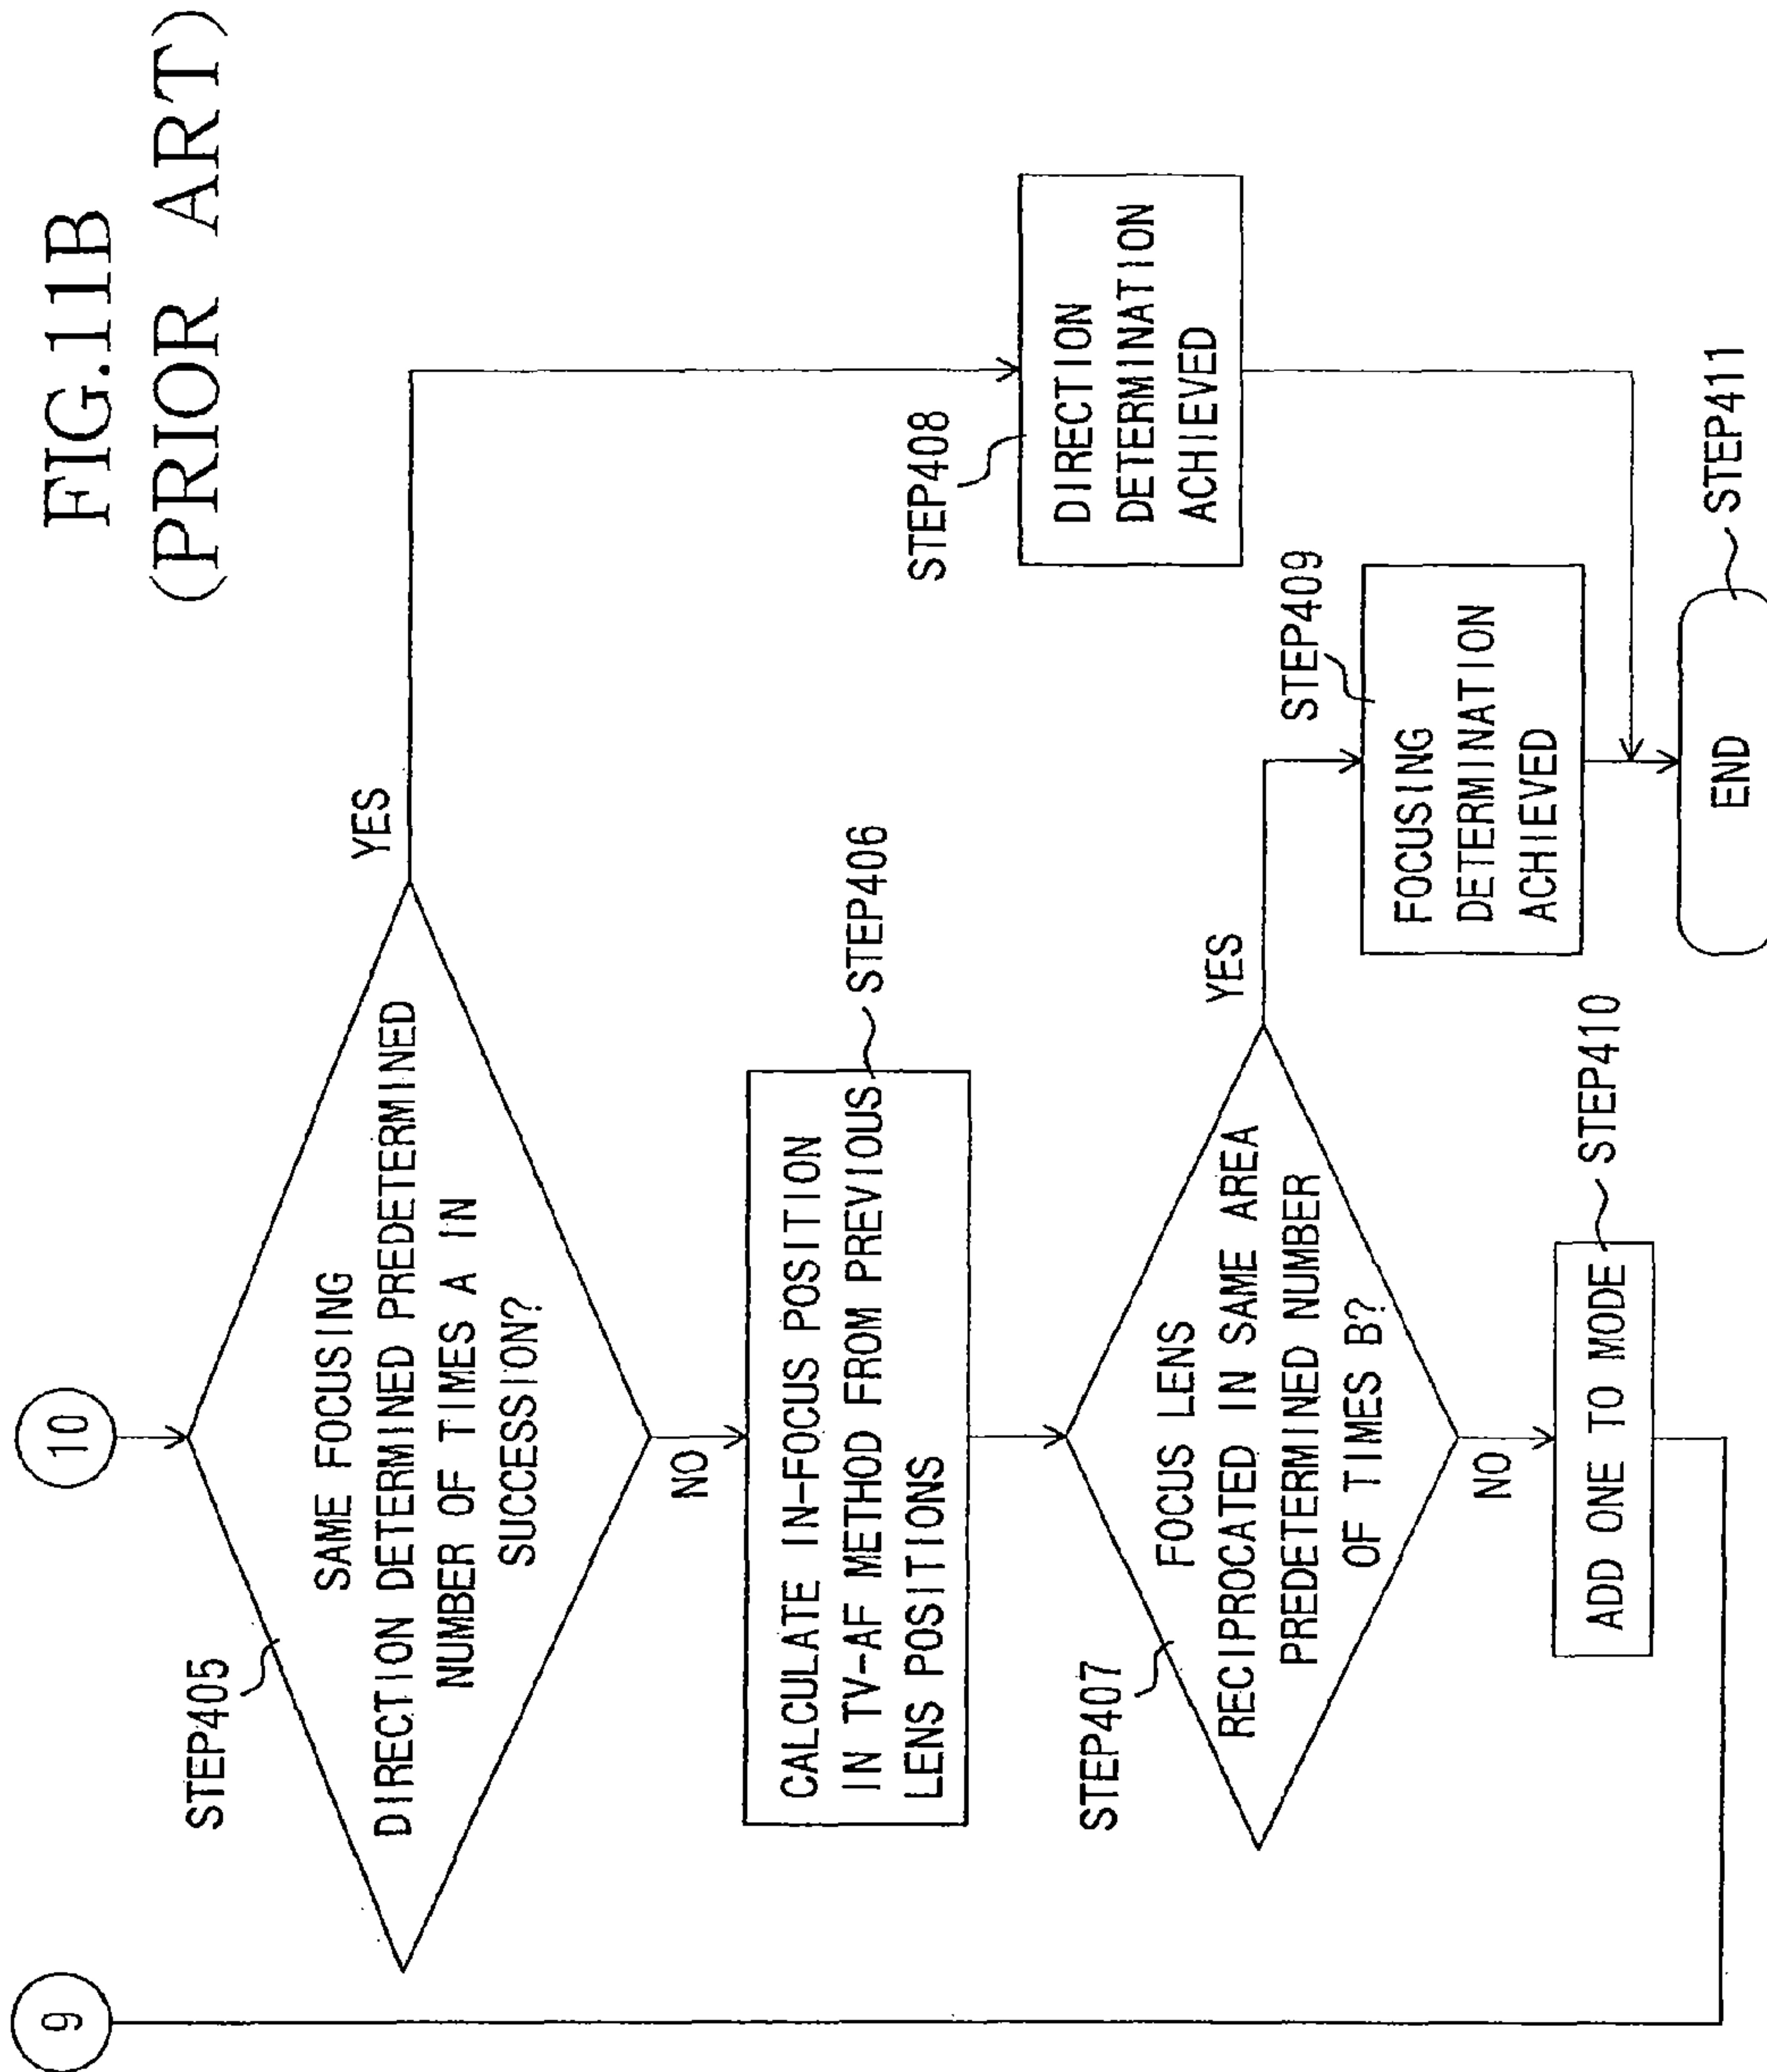 FIG.11B
(PRIOR ART)
10
9
STEP405
SAME FOCUSING
DIRECTION DETERMINED PREDETERMINED
NUMBER OF TIMES A IN
SUCCESSION?
YES
NO
CALCULATE IN-FOCUS POSITION
IN TV-AF METHOD FROM PREVIOUS
LENS POSITIONS
STEP406
STEP408
DIRECTION
DETERMINATION
ACHIEVED
STEP407
FOCUS LENS
RECIPROCATED IN SAME AREA
PREDETERMINED NUMBER
OF TIMES B?
YES
NO
STEP409
FOCUSING
DETERMINATION
ACHIEVED
ADD ONE TO MODE
STEP410
END
STEP411